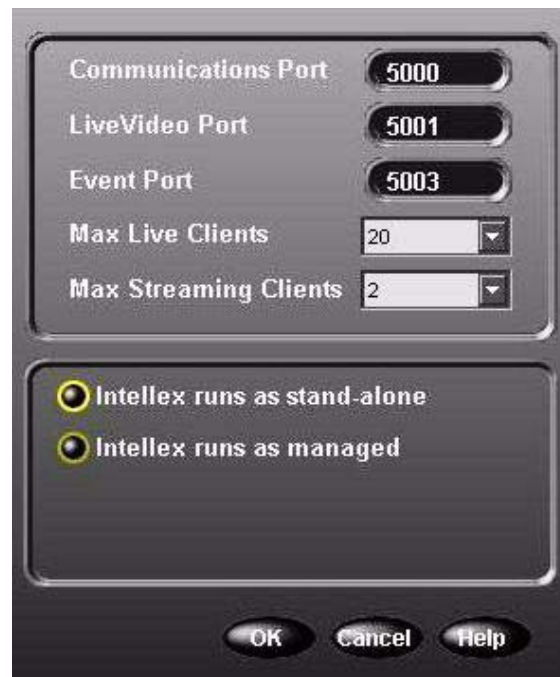 Communications Port 5000
LiveVideo Port 5001
Event Port 5003
Max Live Clients 20
Max Streaming Clients 2
Intellex runs as stand-alone
Intellex runs as managed
OK Cancel Help